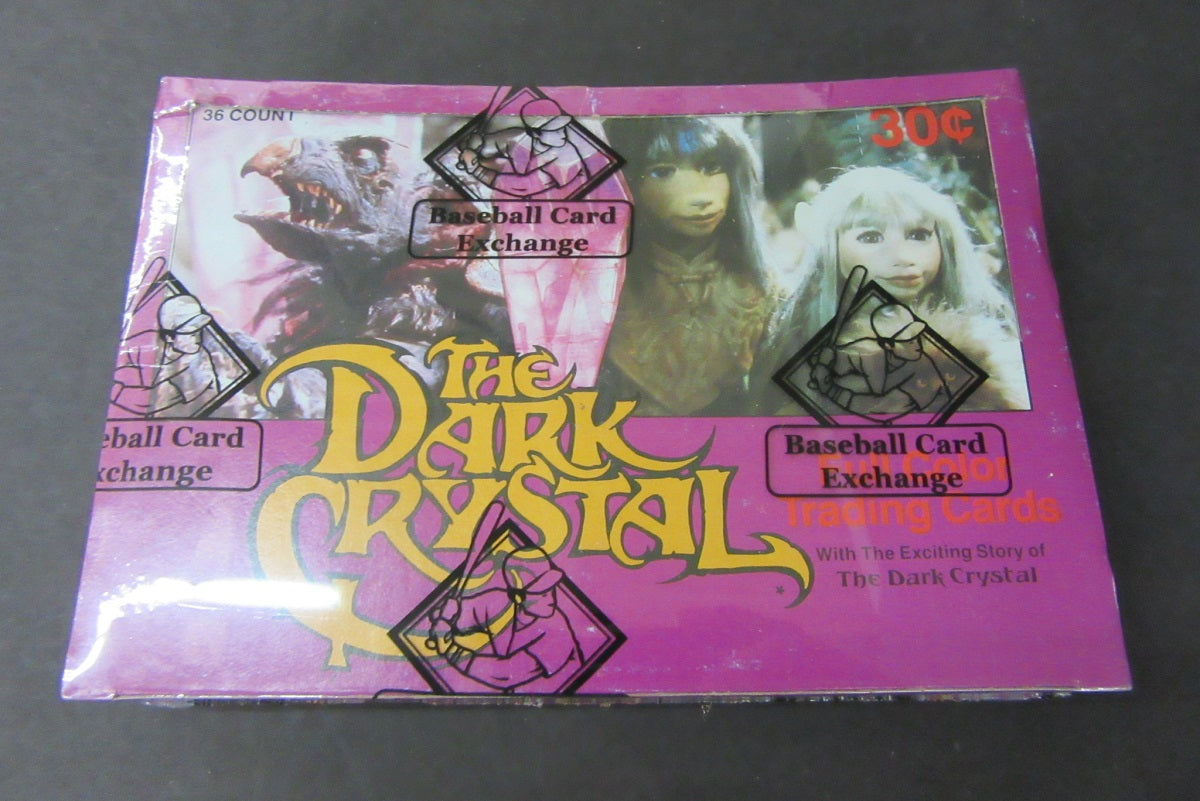 36 COUNT
30¢
Baseball Card
Exchange
eball Card
xchange
THE
DARK
CRYSTAL
*
Baseball Card
Exchange
Full Color
Trading Cards
With The Exciting Story of
The Dark Crystal